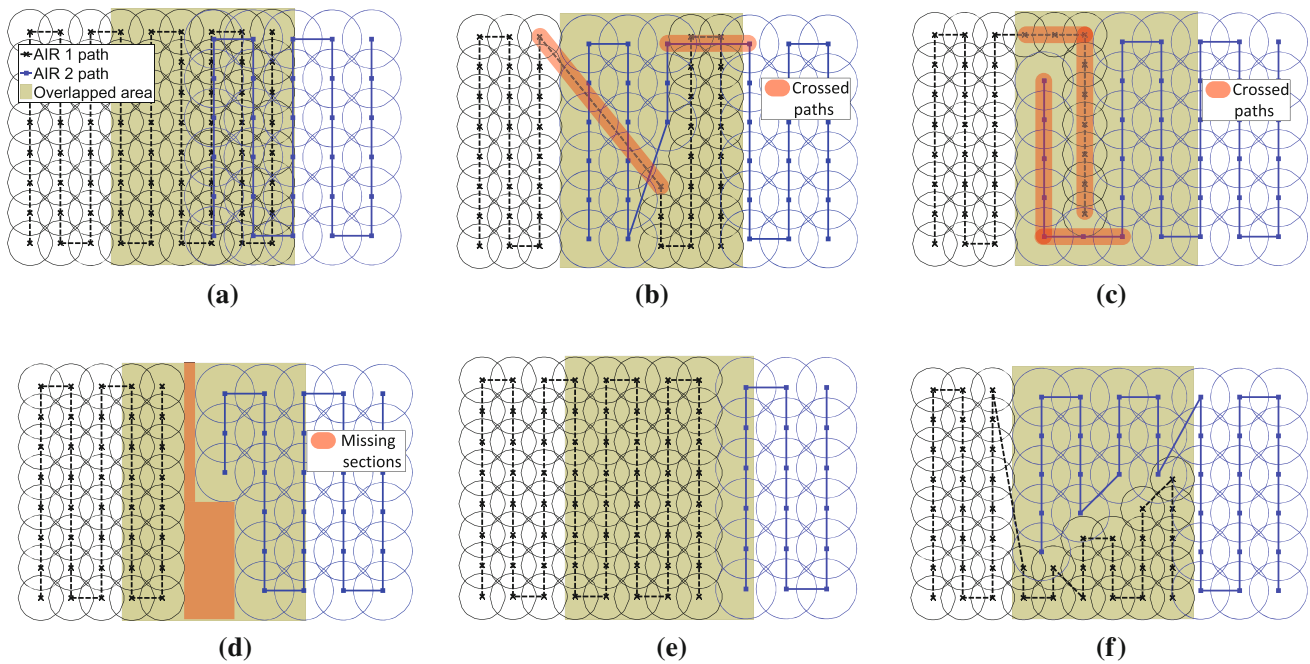 AIR 1 path
AIR 2 path
Overlapped area
Crossed
paths
Crossed
paths
(a)
(b)
(c)
Missing
sections
(d)
(e)
(f)